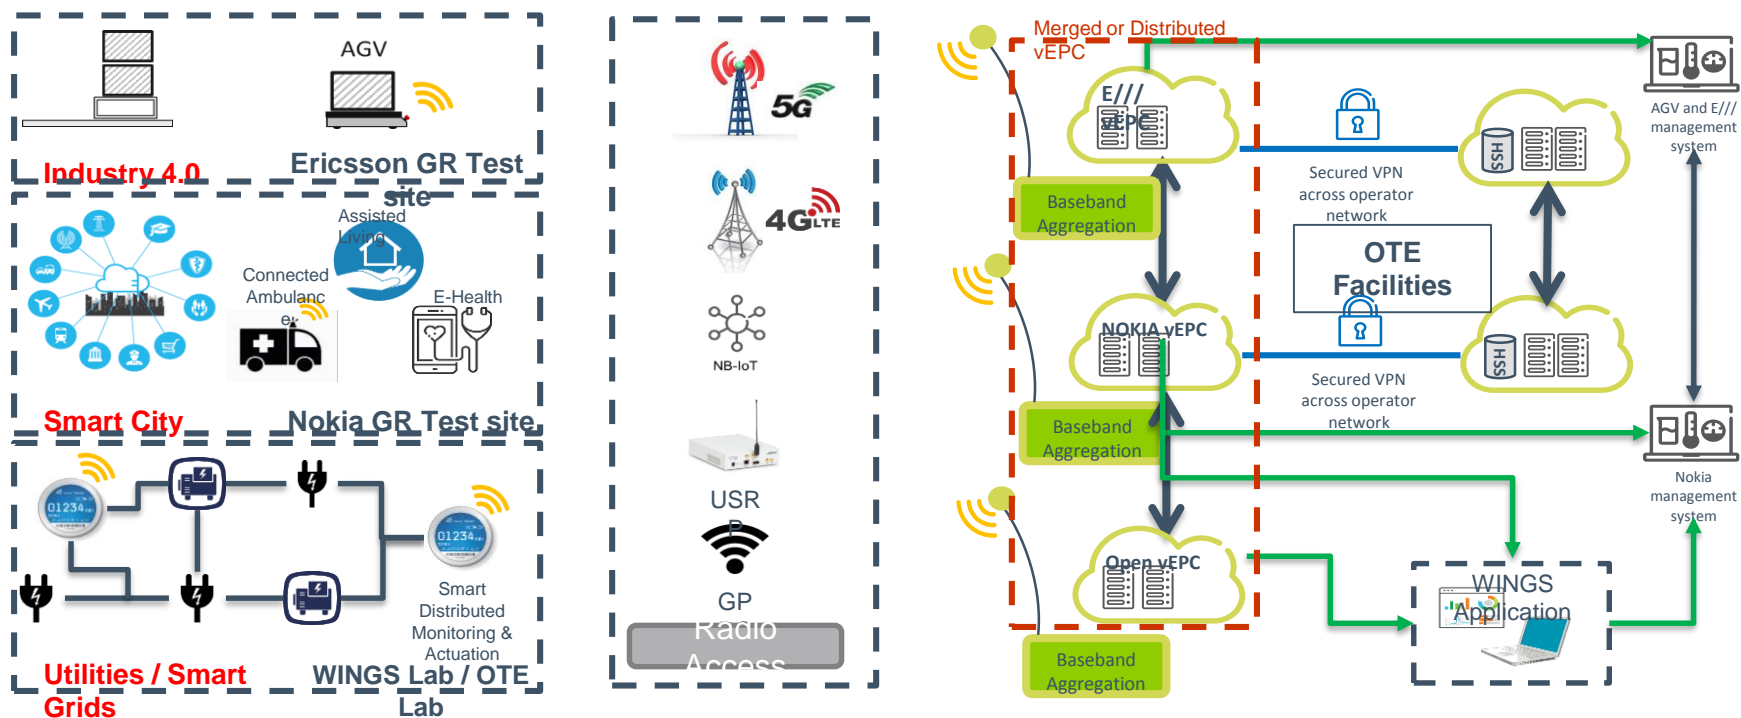 AGV
Industry 4.0
Ericsson GR Test
site
Assisted
Living
Connected
Ambulanc
e
E-Health
Smart City
Nokia GR Test site
01234
01234
Smart
Distributed
Monitoring &
Actuation
Utilities / Smart
Grids
WINGS Lab / OTE
Lab
5G
4G LTE
NB-IoT
USR
P
GP
Radio
Access
Merged or Distributed
vEPC
E///
vEPC
Baseband
Aggregation
NOKIA vEPC
Baseband
Aggregation
Open vEPC
Baseband
Aggregation
Secured VPN
across operator
network
OTE
Facilities
Secured VPN
across operator
network
HSS
HSS
AGV and E///
management
system
Nokia
management
system
WINGS
Application